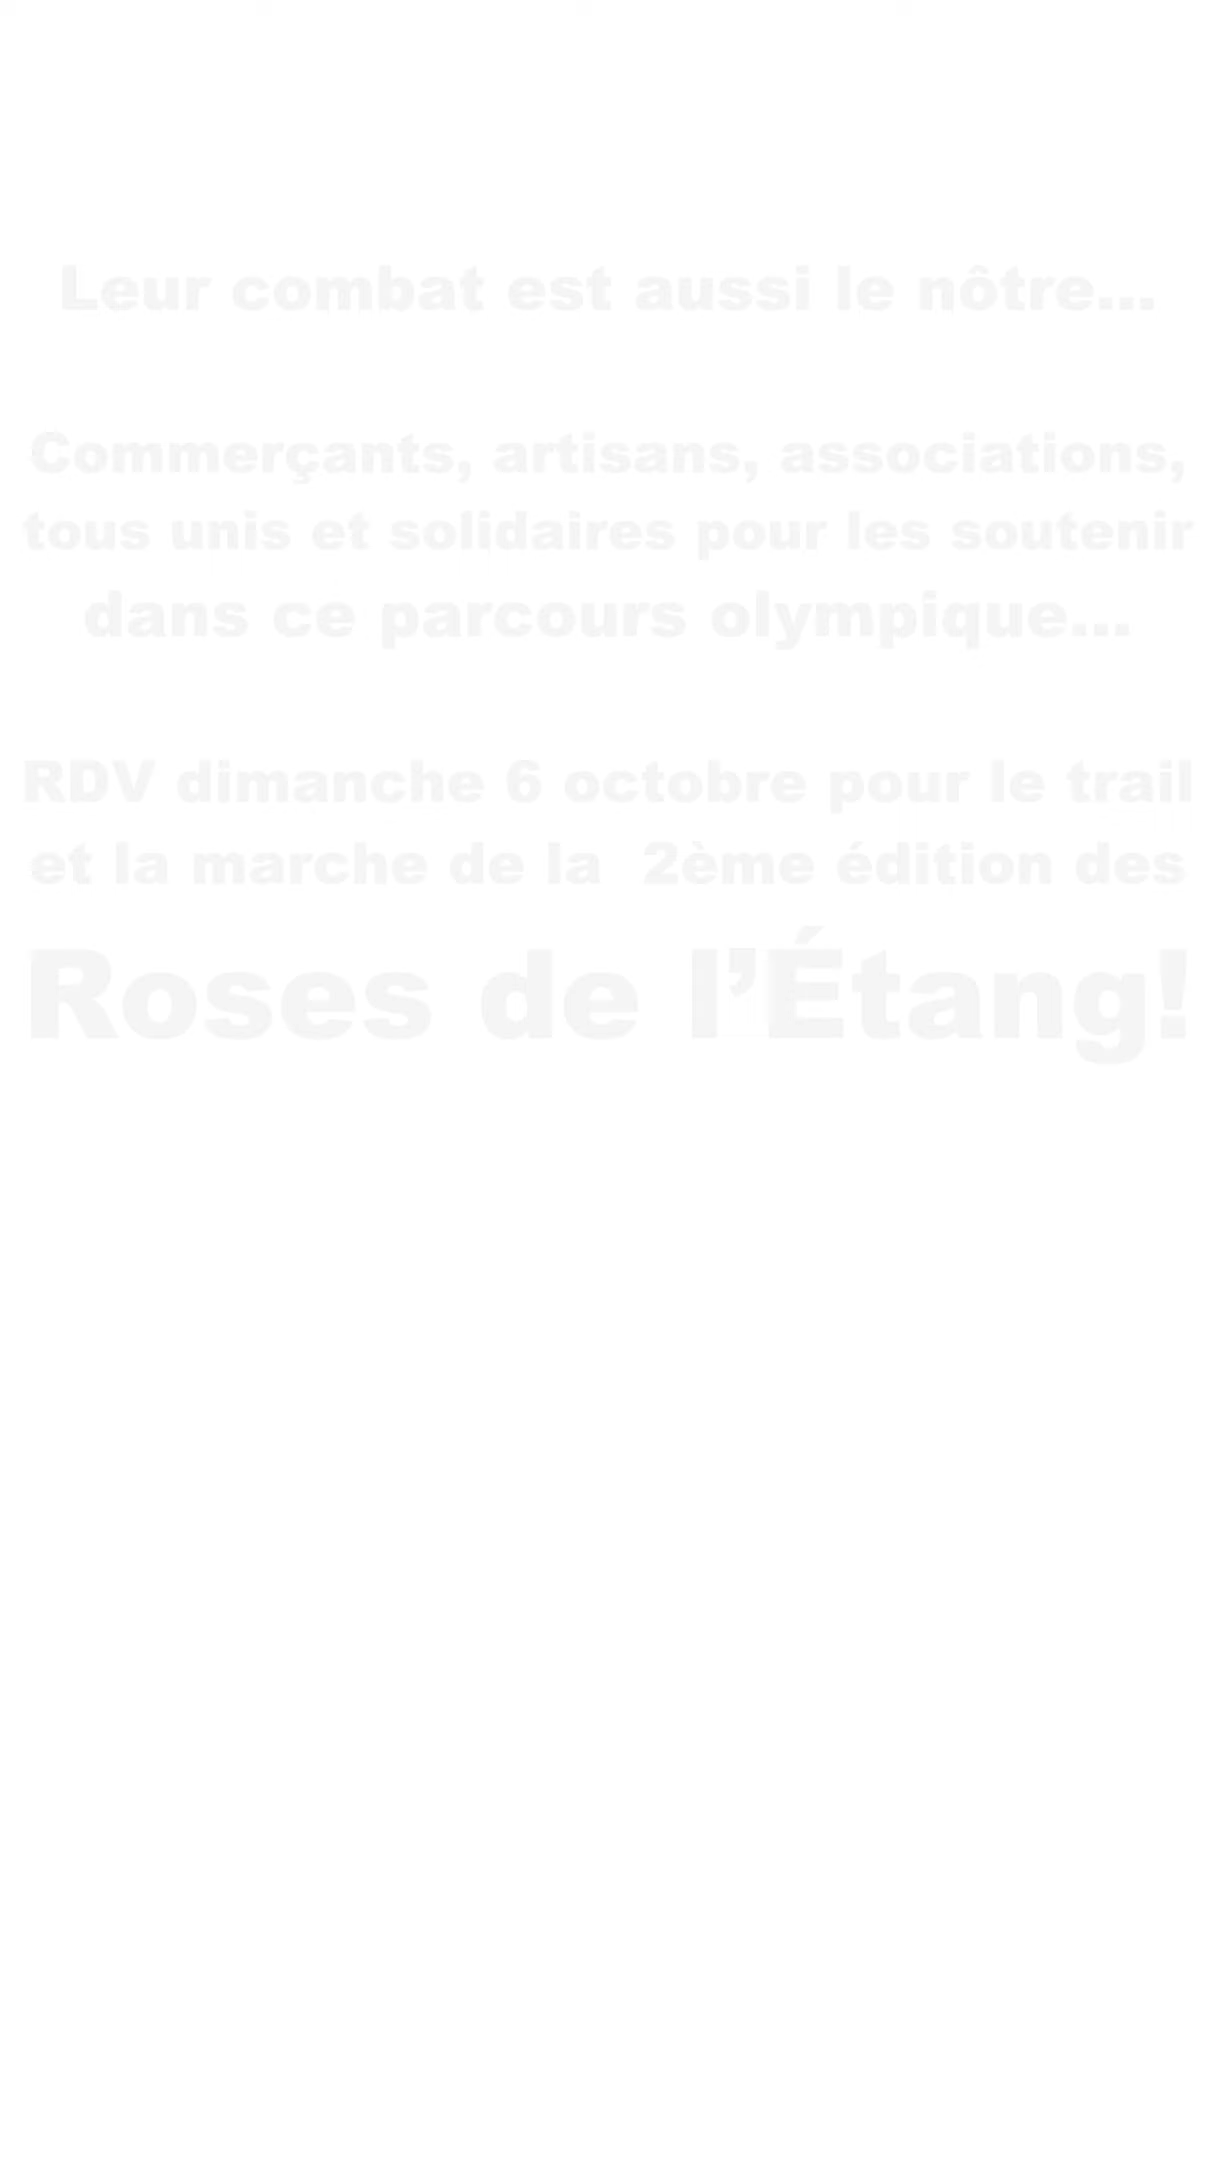 Leur combat est aussi le nôtre...
Commerçants, artisans, associations,
tous unis et solidaires pour les soutenir
dans ce parcours olympique...
RDV dimanche 6 octobre pour le trail
et la marche de la  2ème édition des
Roses de l’Étang!